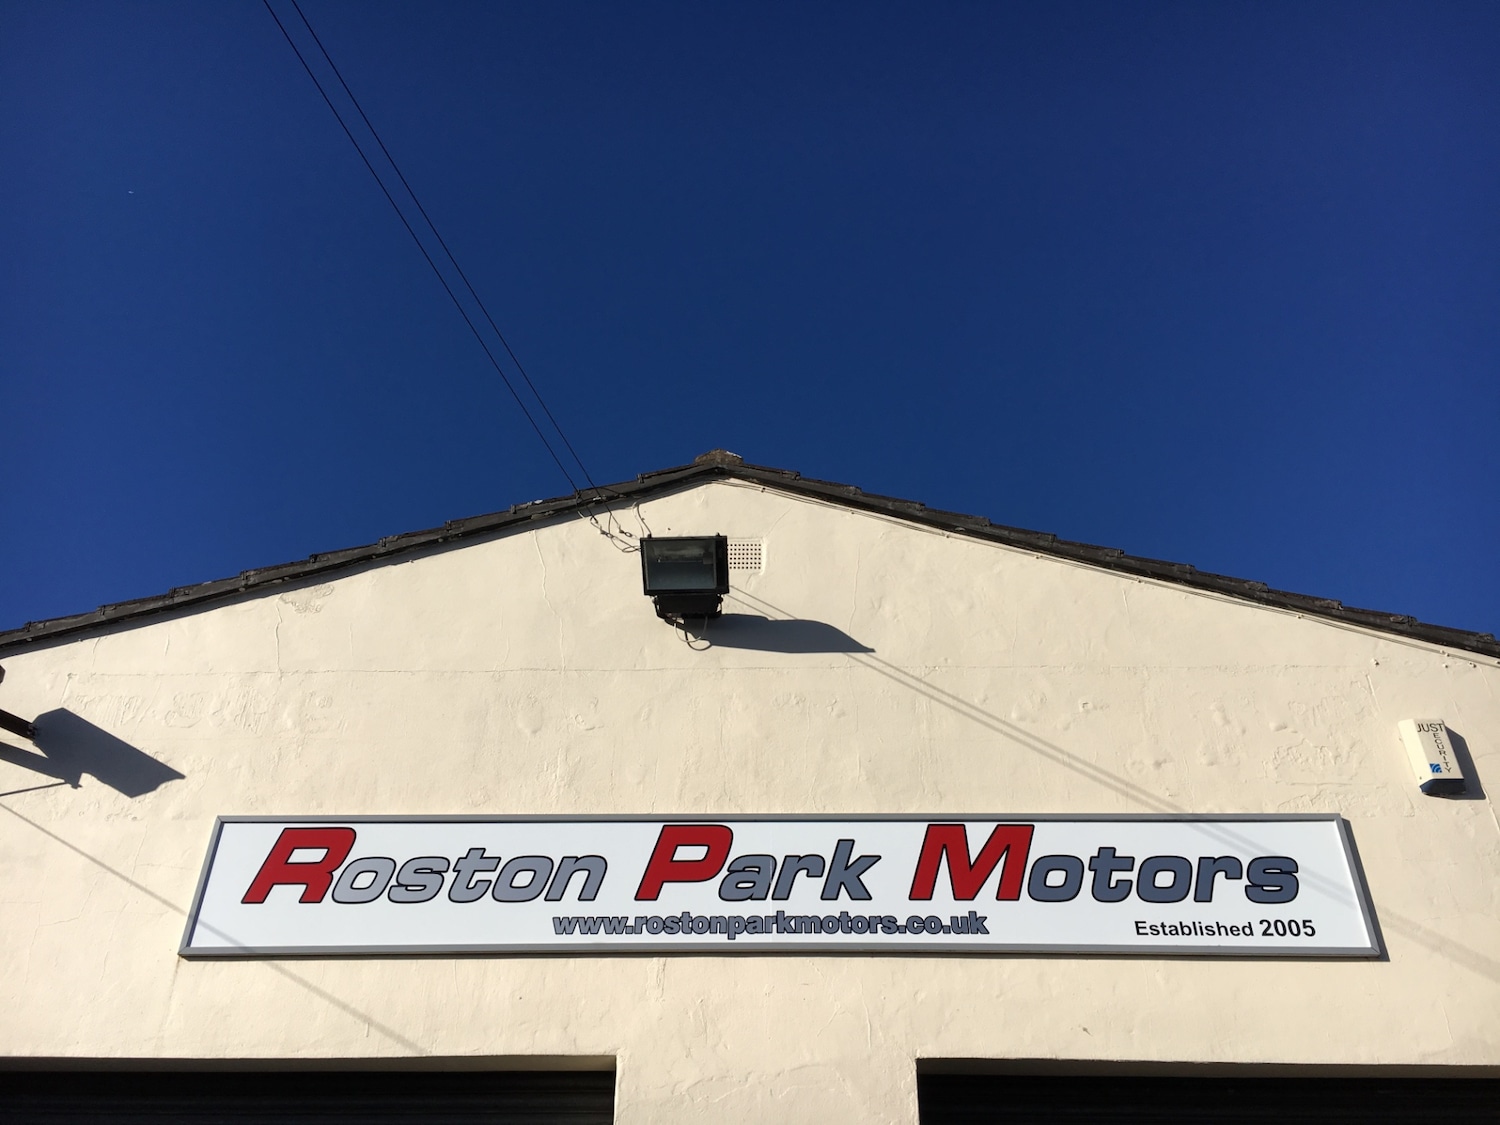 JUST
SECURITY
Roston Park Motors
www.rostonparkmotors.co.uk
Established 2005